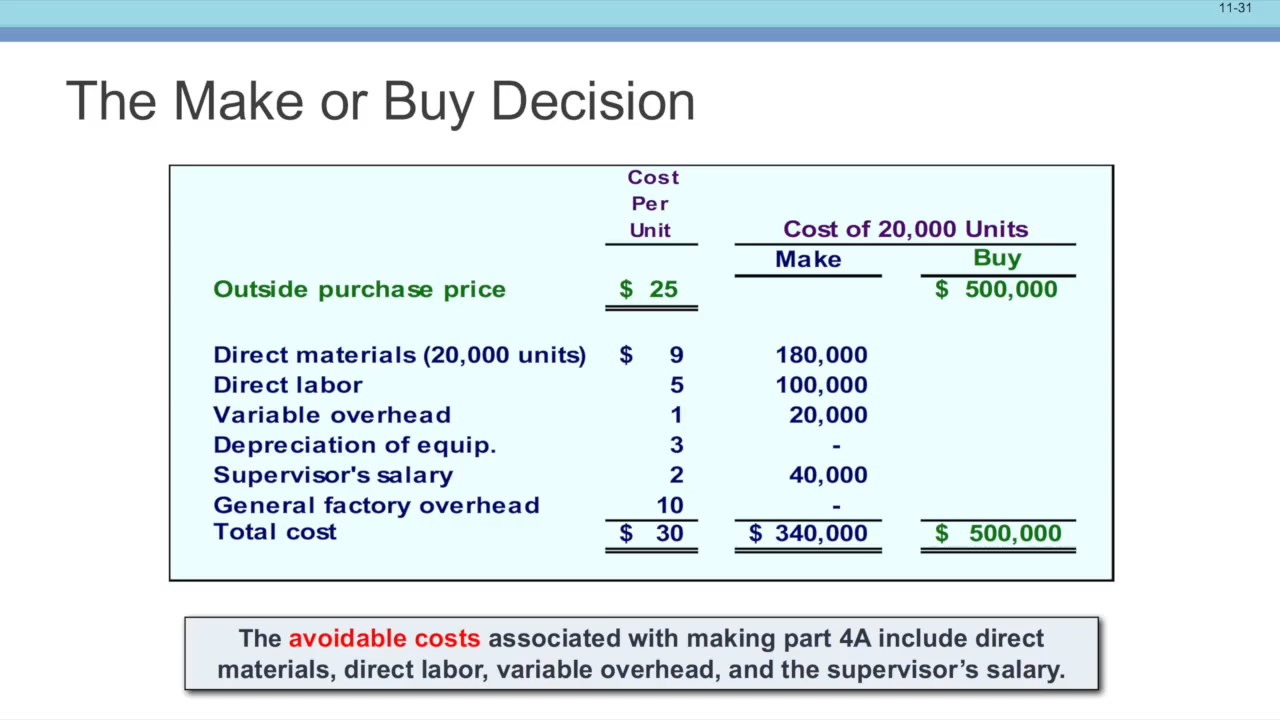 11-31
The Make or Buy Decision
Cost
Per
Unit Cost of 20,000 Units
Make Buy
Outside purchase price $ 25 $ 500,000
Direct materials (20,000 units) $ 9 180,000
Direct labor 5 100,000
Variable overhead 1 20,000
Depreciation of equip. 3 -
Supervisor's salary 2 40,000
General factory overhead 10 -
Total cost $ 30 $ 340,000 $ 500,000
The avoidable costs associated with making part 4A include direct
materials, direct labor, variable overhead, and the supervisor’s salary.